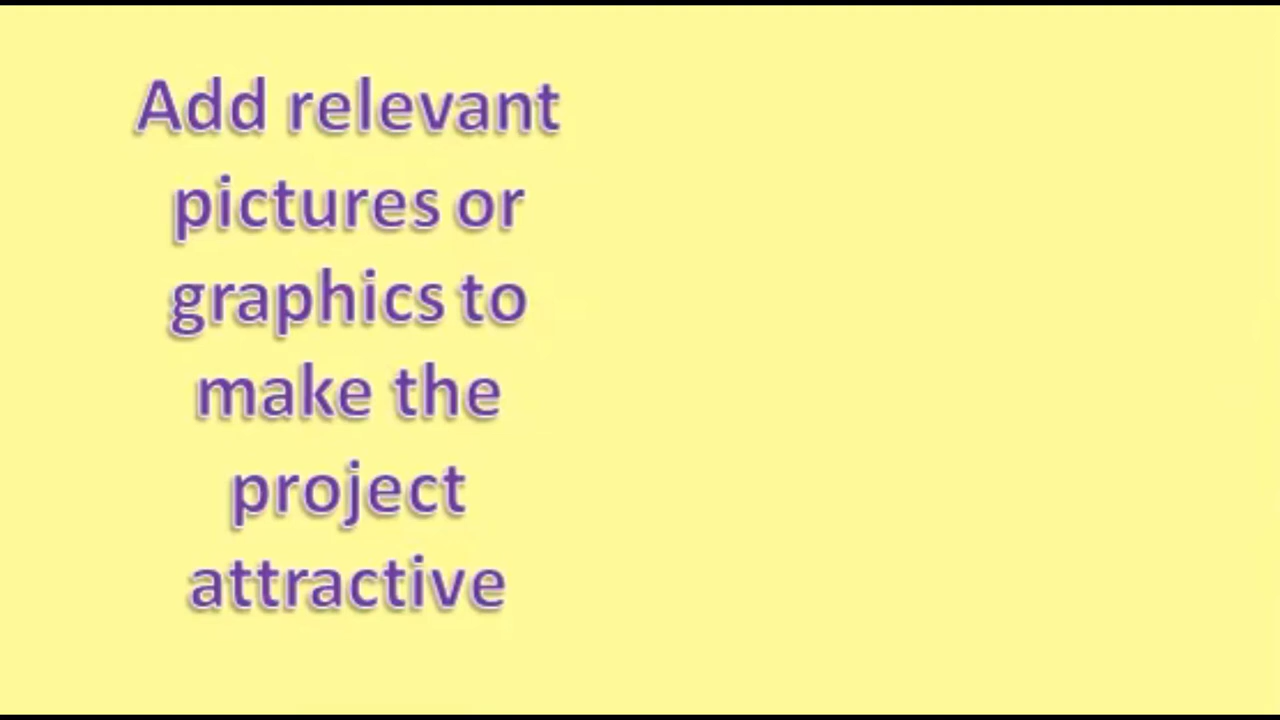 Add relevant
pictures or
graphics to
make the
project
attractive